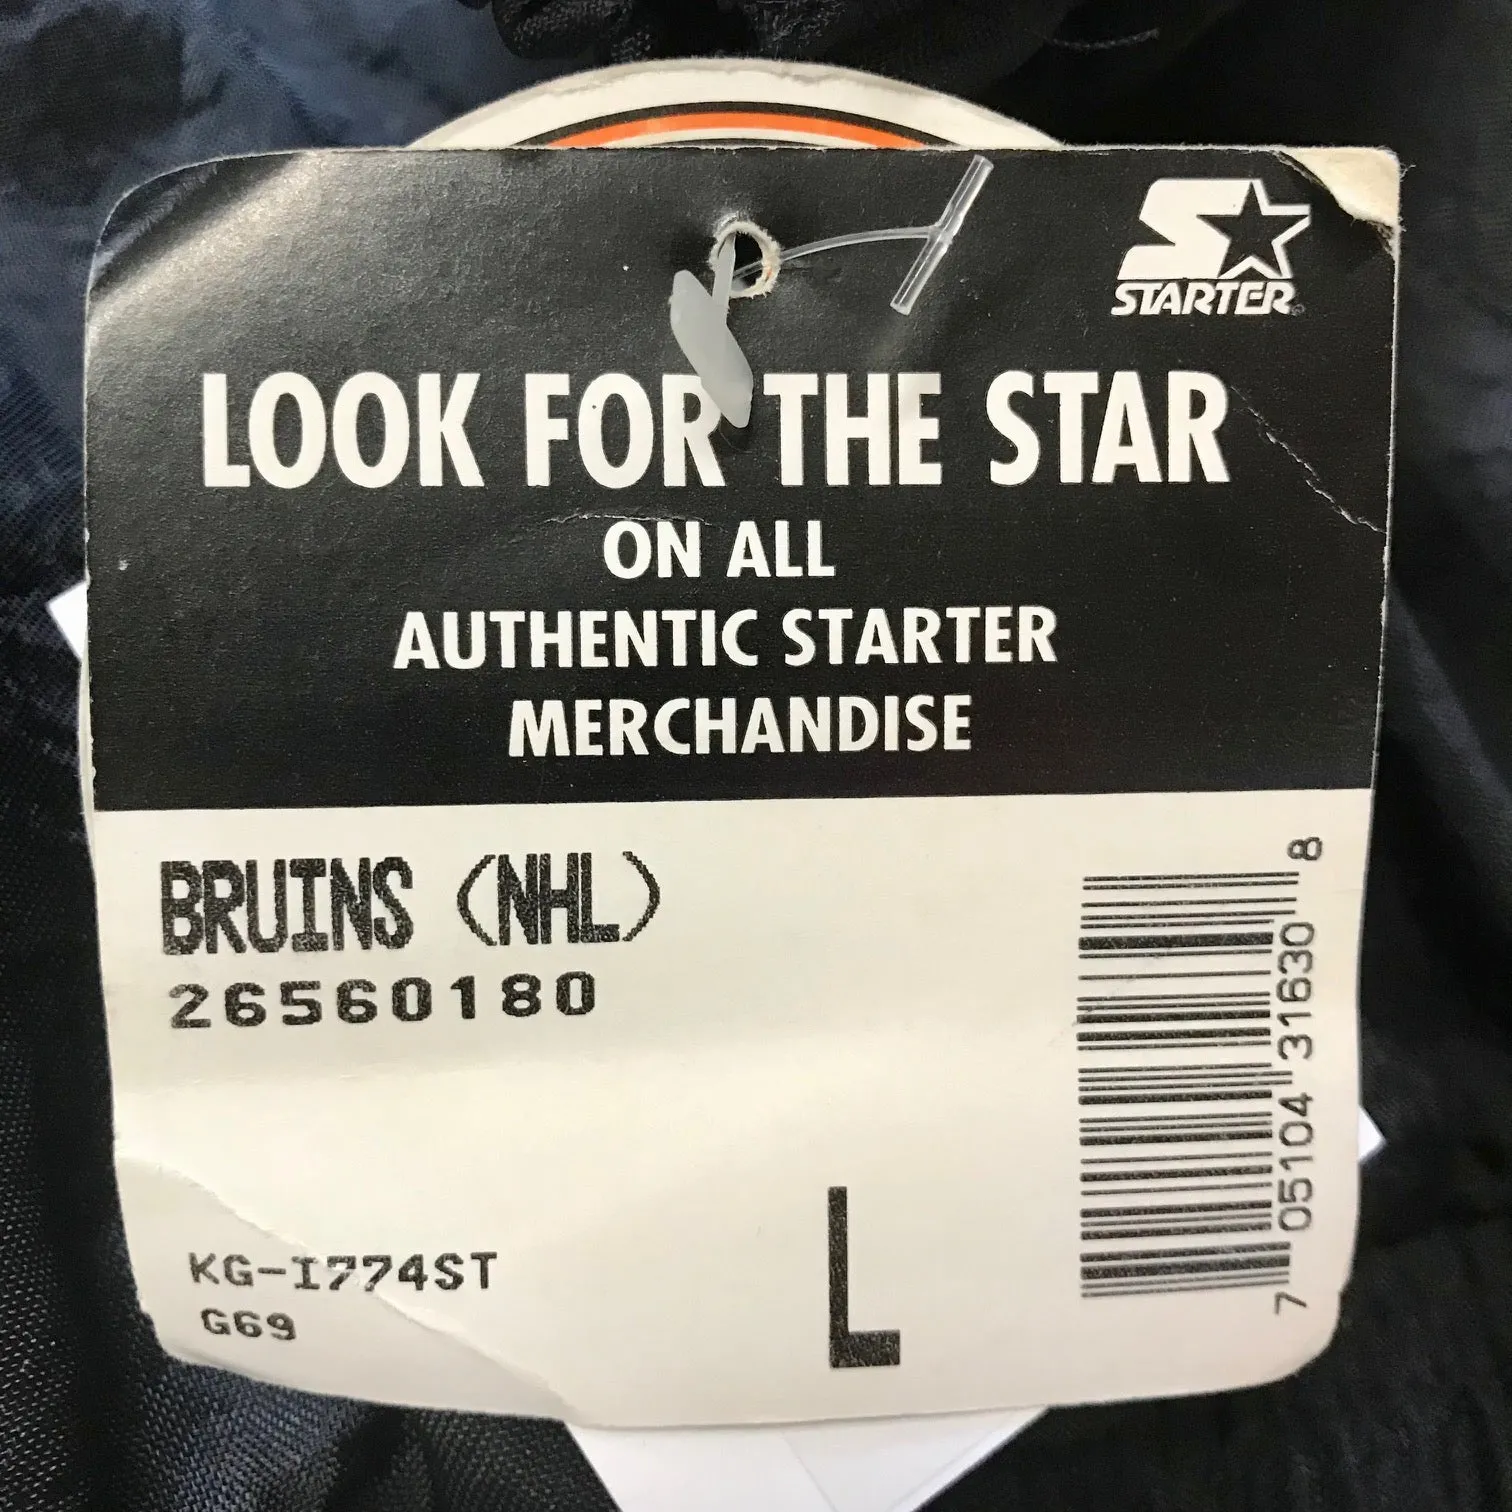 STARTER
LOOK FOR THE STAR
ON ALL
AUTHENTIC STARTER
MERCHANDISE
BRUINS (NHL)
26560180
KG-I774ST
G69
L
7 05104 31630 8